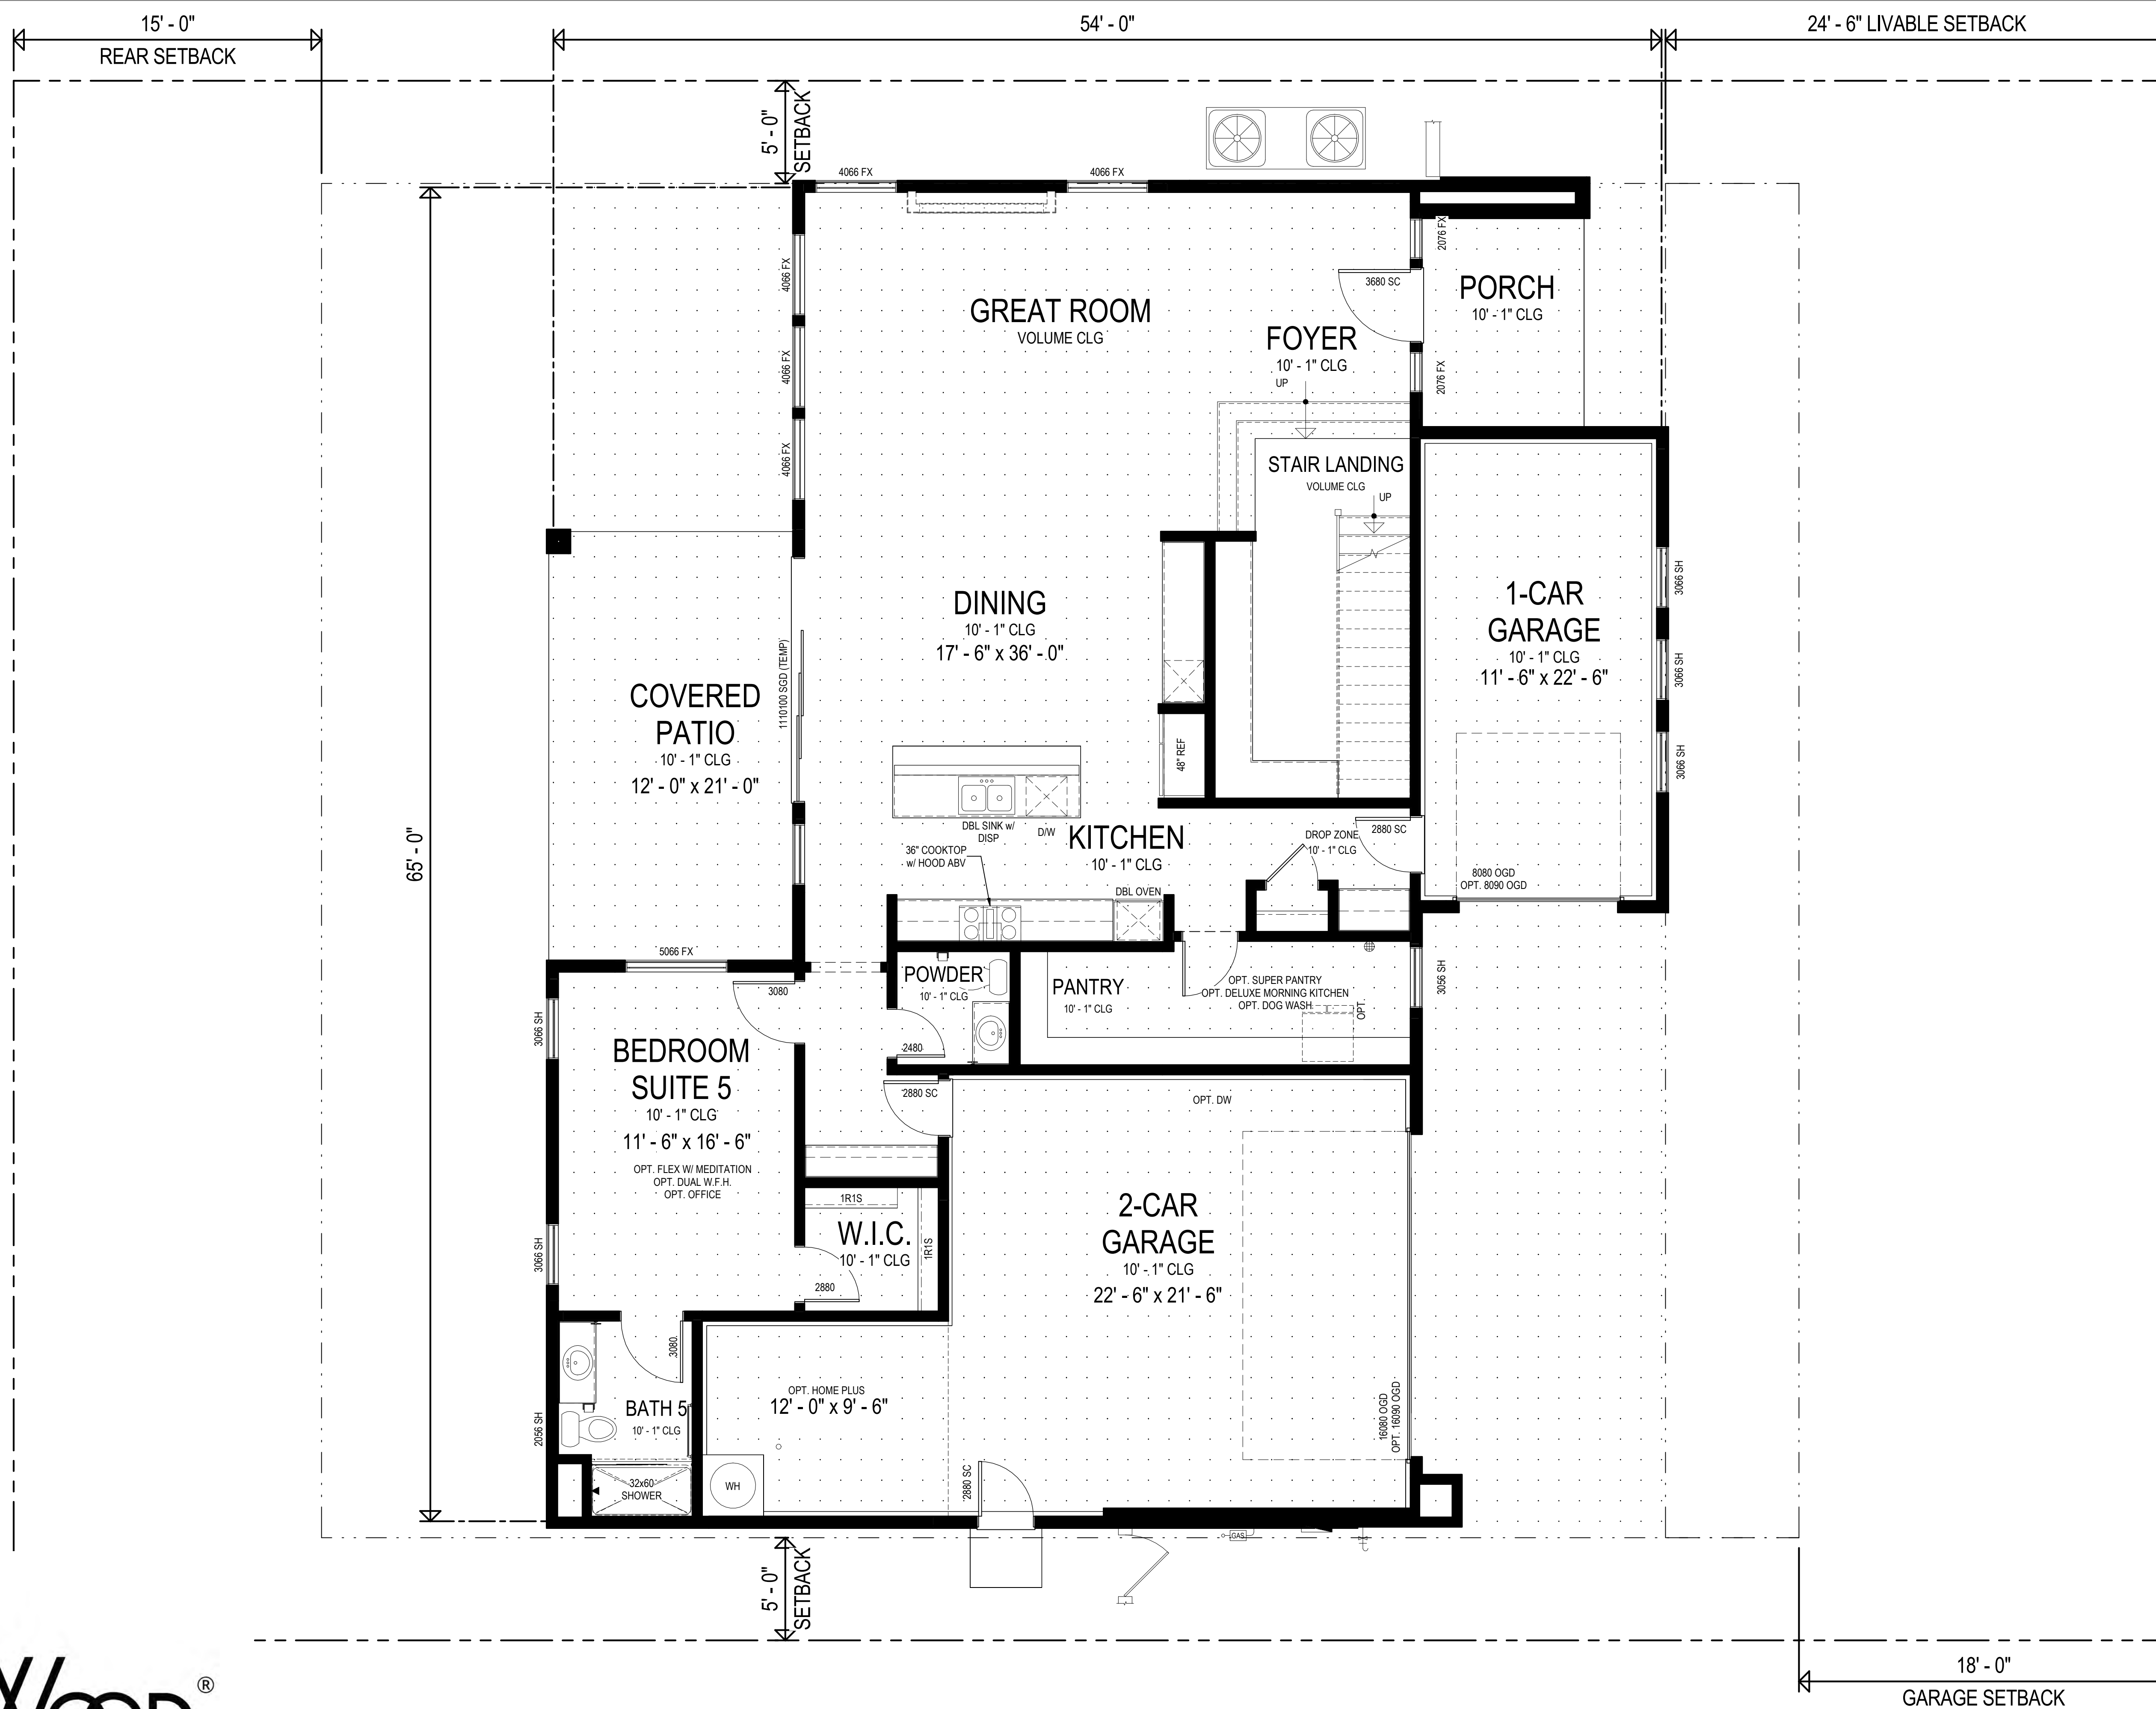 15' - 0"
REAR SETBACK
54' - 0"
24' - 6" LIVABLE SETBACK
5' - 0"
SETBACK
4066 FX
4066 FX
2076 FX
4066 FX
3680 SC
PORCH
10' - 1" CLG
GREAT ROOM
VOLUME CLG
FOYER
10' - 1" CLG
UP
4066 FX
2076 FX
4066 FX
STAIR LANDING
VOLUME CLG
UP
3066 SH
1-CAR
GARAGE
10' - 1" CLG
11' - 6" x 22' - 6"
DINING
10' - 1" CLG
17' - 6" x 36' - 0"
3066 SH
1110100 SGD (TEMP)
COVERED
PATIO
10' - 1" CLG
12' - 0" x 21' - 0"
48" REF
3066 SH
65' - 0"
DBL SINK w/
DISP
D/W
KITCHEN
10' - 1" CLG
DROP ZONE
10' - 1" CLG
2880 SC
36" COOKTOP
w/ HOOD ABV
8080 OGD
OPT. 8090 OGD
DBL OVEN
5066 FX
3080
POWDER
10' - 1" CLG
PANTRY
10' - 1" CLG
OPT. SUPER PANTRY
OPT. DELUXE MORNING KITCHEN
OPT. DOG WASH
OPT.
3056 SH
3066 SH
2480
BEDROOM
SUITE 5
10' - 1" CLG
11' - 6" x 16' - 6"
OPT. FLEX W/ MEDITATION
OPT. DUAL W.F.H.
OPT. OFFICE
2880 SC
OPT. DW
1R1S
W.I.C.
10' - 1" CLG
1R1S
2880
3066 SH
2-CAR
GARAGE
10' - 1" CLG
22' - 6" x 21' - 6"
3080
OPT. HOME PLUS
12' - 0" x 9' - 6"
BATH 5
10' - 1" CLG
2056 SH
16080 OGD
OPT. 16090 OGD
32x60
SHOWER
WH
2880 SC
GAS
5' - 0"
SETBACK
18' - 0"
GARAGE SETBACK
®